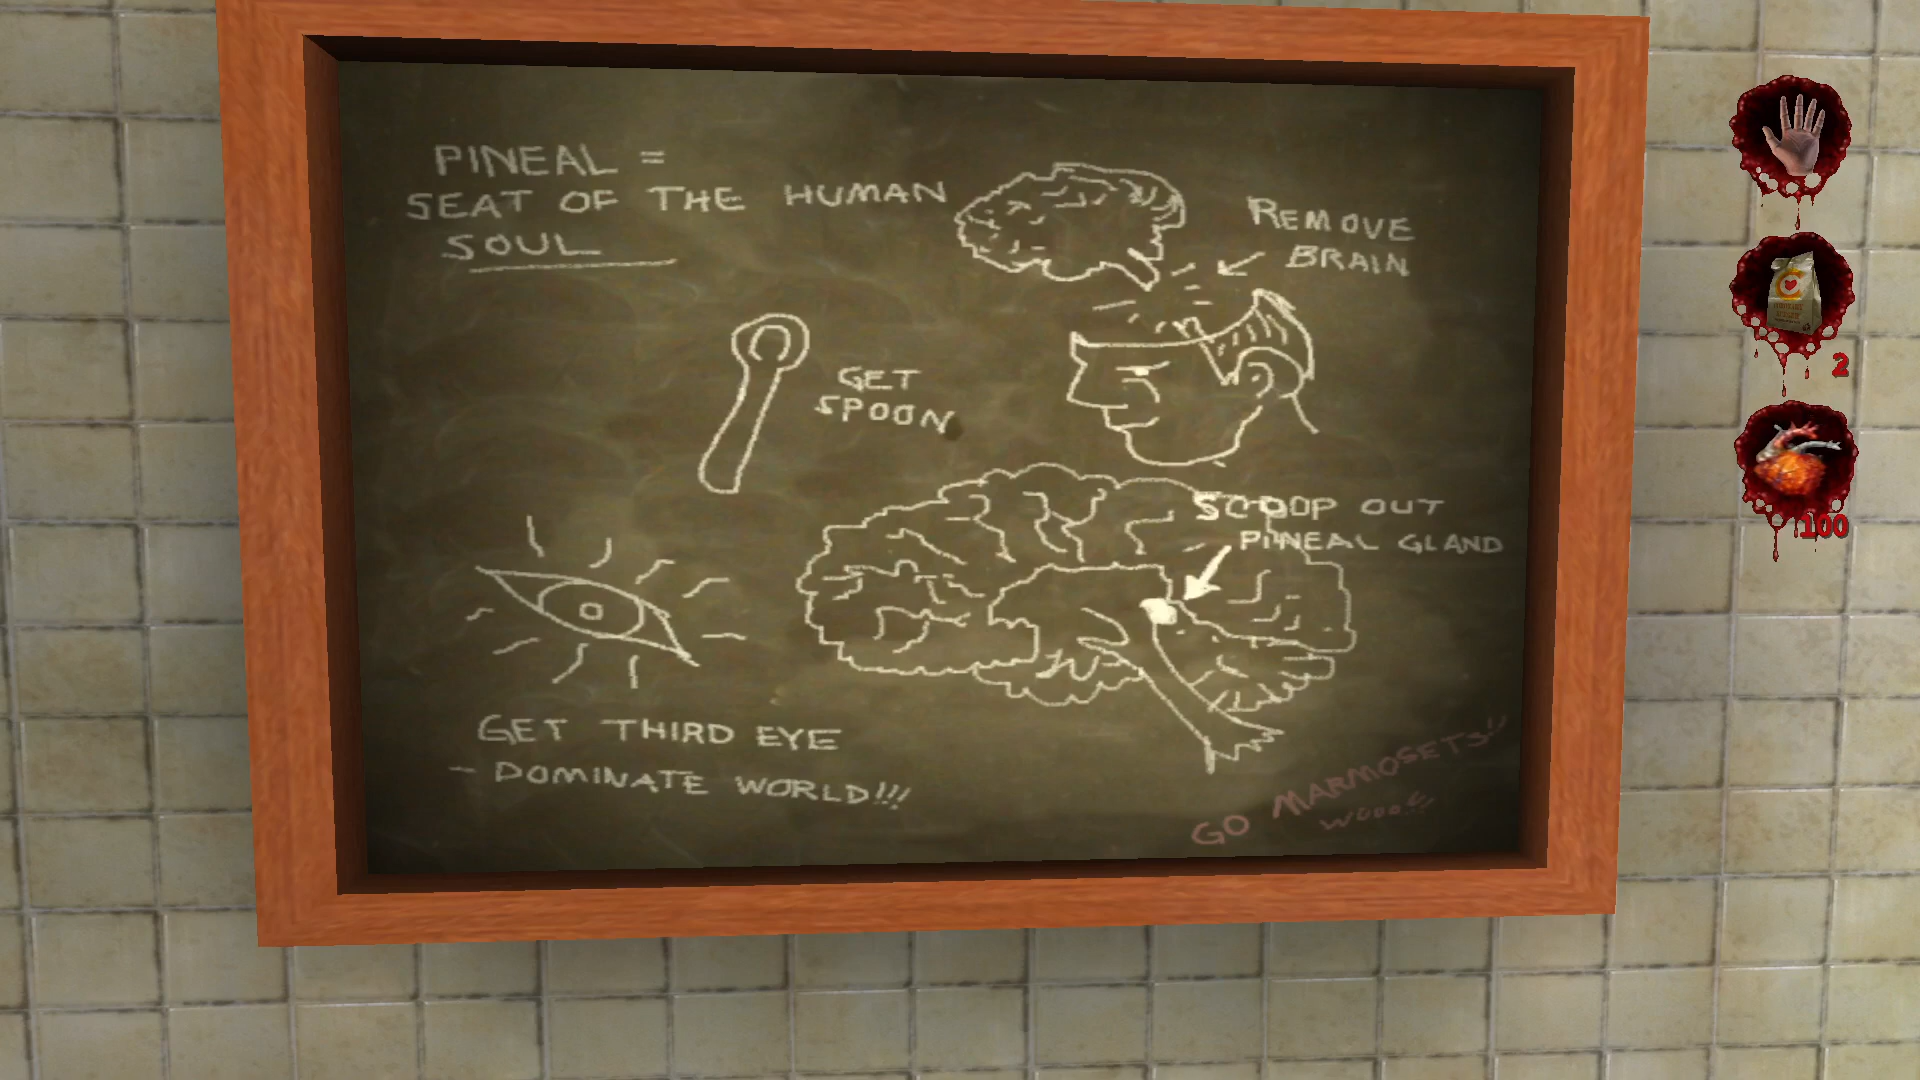 PINEAL =
SEAT OF THE HUMAN
SOUL
REMOVE
BRAIN
GET
SPOON
SCOOP OUT
PINEAL GLAND
GET THIRD EYE
- DOMINATE WORLD!!!
GO MARMOSETS!!
2
100